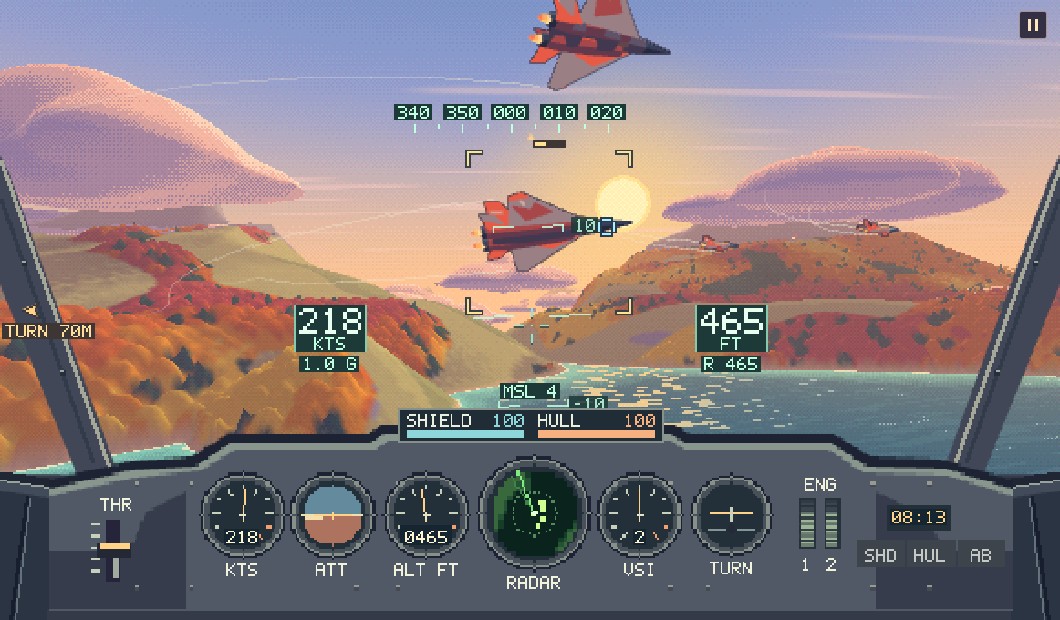 340 350 000 010 020
10
TURN 70M
218
KTS
1.0 G
465
FT
R 465
MSL 4
-10
SHIELD 100 HULL 100
THR
218
KTS
ATT
0465
ALT FT
RADAR
2
VSI
TURN
ENG
1 2
08:13
SHD HUL AB